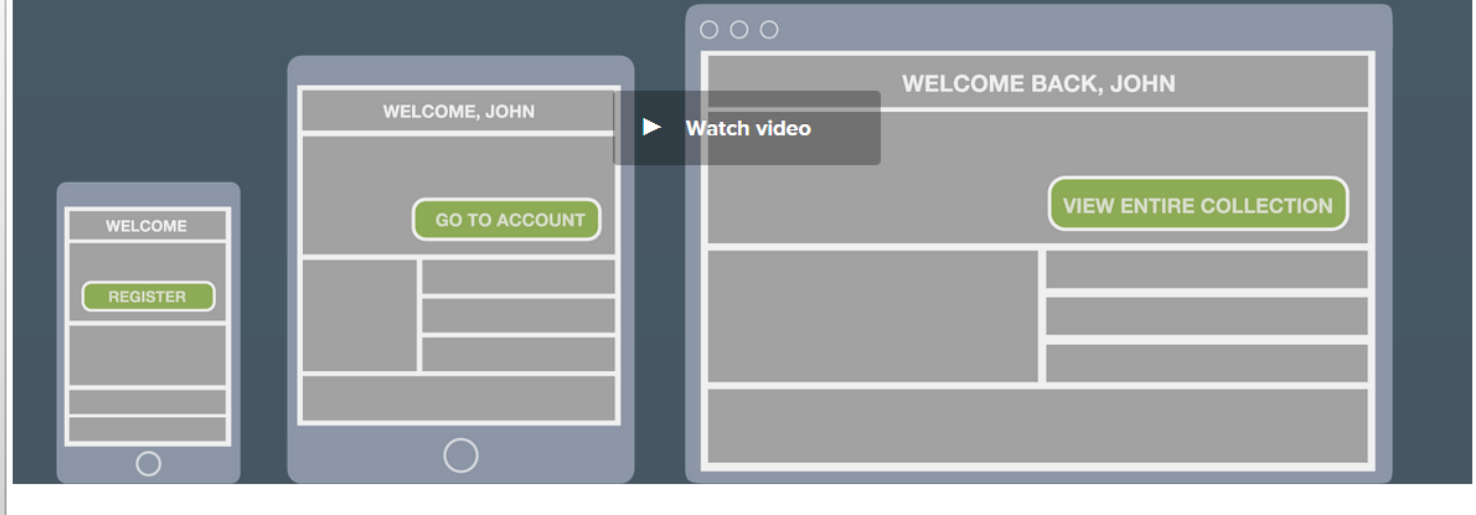 WELCOME
REGISTER
WELCOME, JOHN
GO TO ACCOUNT
Watch video
WELCOME BACK, JOHN
VIEW ENTIRE COLLECTION